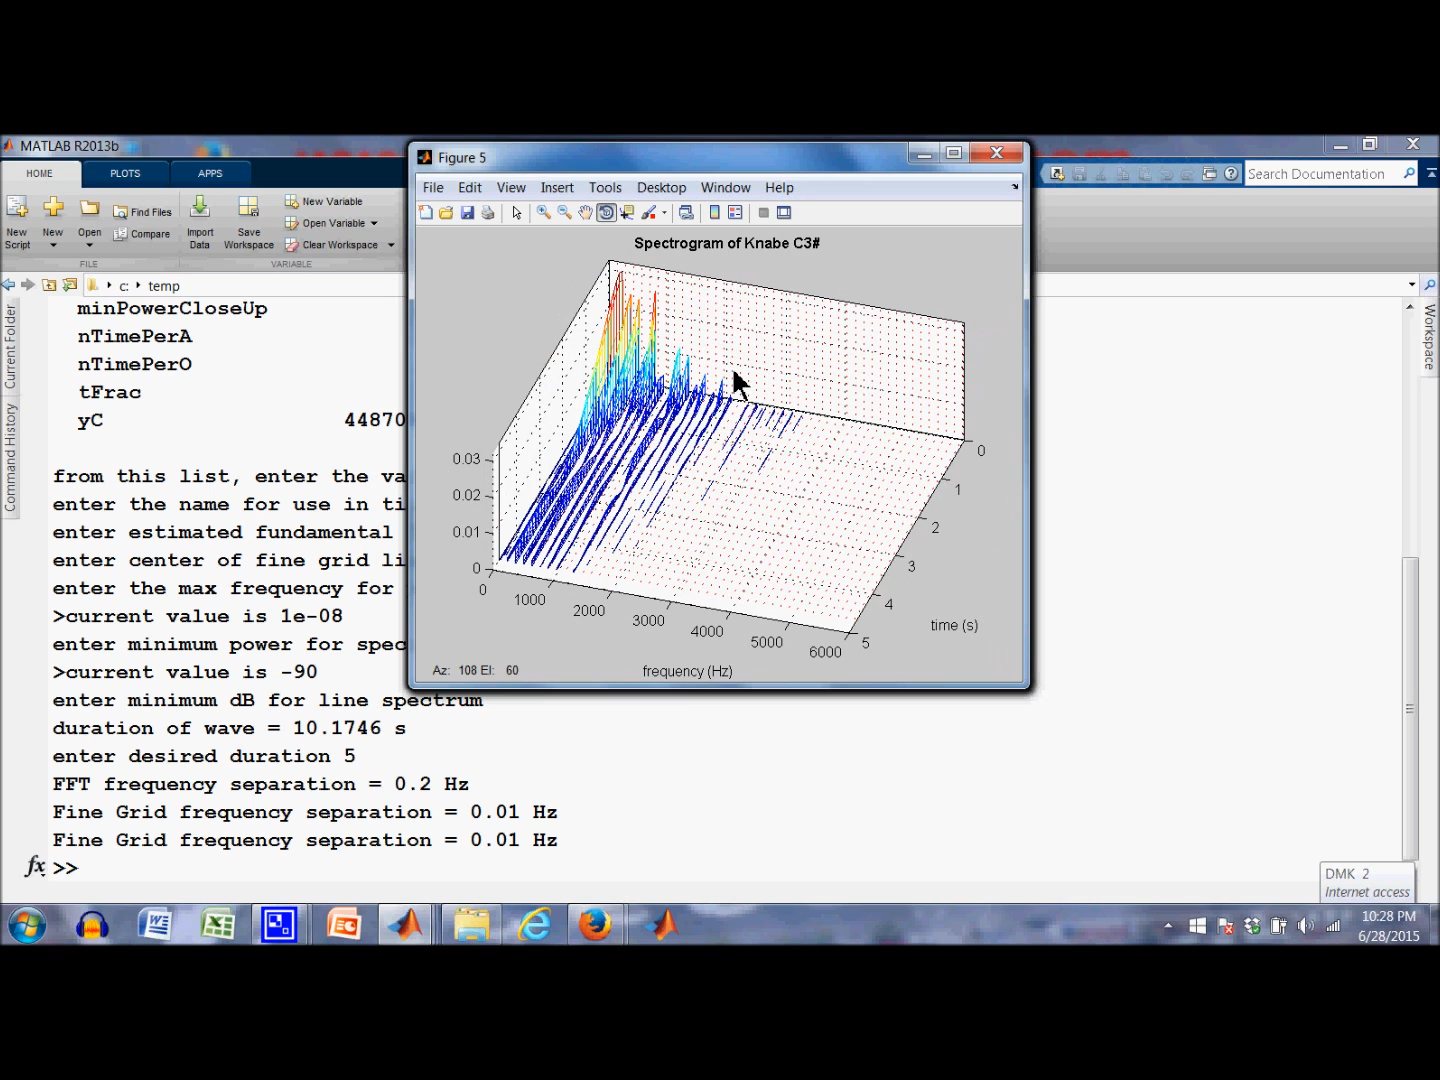 MATLAB R2013b
HOME
PLOTS
APPS
Search Documentation
New Script
New
Open
Find Files
Compare
Import Data
Save Workspace
New Variable
Open Variable
Clear Workspace
FILE
VARIABLE
c: temp
Current Folder
Command History
Workspace
minPowerCloseUp
nTimePerA
nTimePerO
tFrac
yC 44870
from this list, enter the va
enter the name for use in ti
enter estimated fundamental
enter center of fine grid li
enter the max frequency for
>current value is 1e-08
enter minimum power for spec
>current value is -90
enter minimum dB for line spectrum
duration of wave = 10.1746 s
enter desired duration 5
FFT frequency separation = 0.2 Hz
Fine Grid frequency separation = 0.01 Hz
Fine Grid frequency separation = 0.01 Hz
fx >>
Figure 5
File Edit View Insert Tools Desktop Window Help
Spectrogram of Knabe C3#
0.03
0.02
0.01
0
0
1000
2000
3000
4000
5000
6000
0
1
2
3
4
5
time (s)
frequency (Hz)
Az: 108 El: 60
DMK 2
Internet access
10:28 PM
6/28/2015